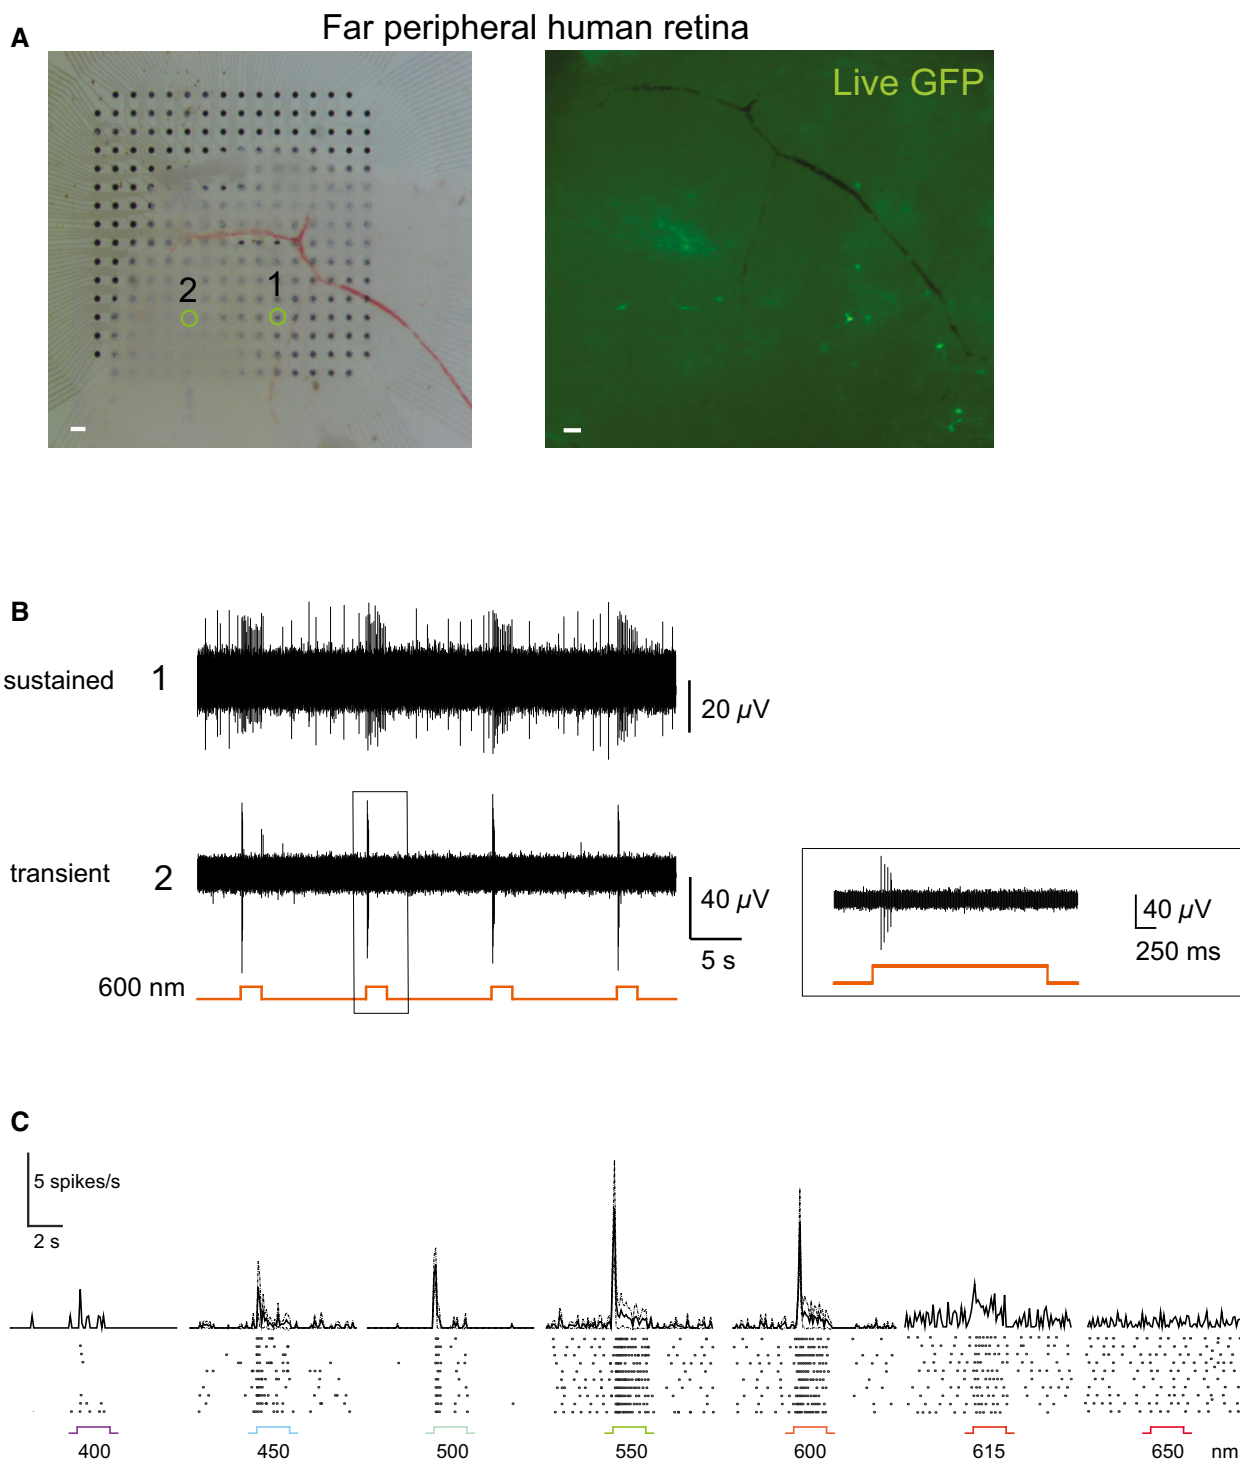 Far peripheral human retina
A
Live GFP
2
1
B
sustained 1
20 µV
transient 2
40 µV
5 s
600 nm
40 µV
250 ms
C
5 spikes/s
2 s
400 450 500 550 600 615 650 nm